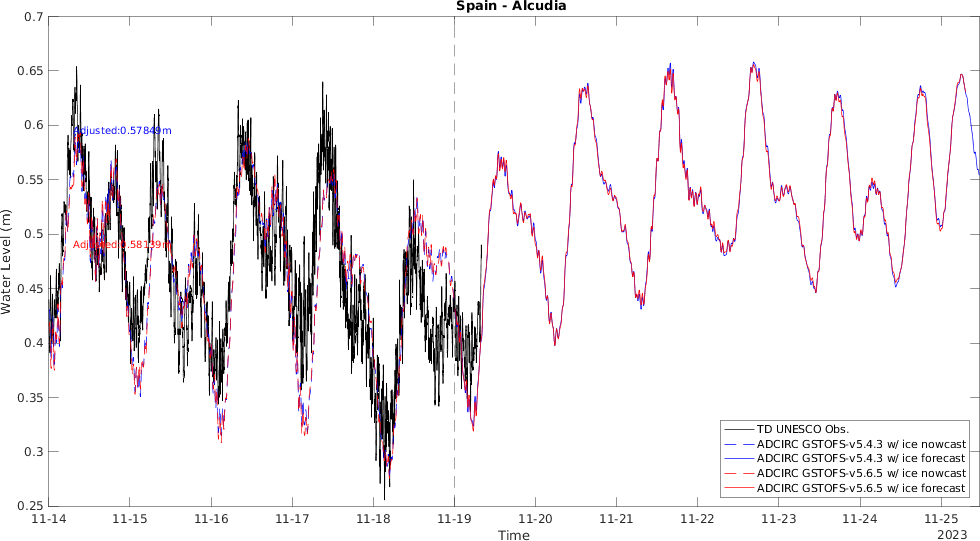 Spain - Alcudia
0.7
0.65
0.6
0.55
0.5
0.45
0.4
0.35
0.3
0.25
Water Level (m)
Adjusted:0.57849m
Adjusted:0.58139m
TD UNESCO Obs.
ADCIRC GSTOFS-v5.4.3 w/ ice nowcast
ADCIRC GSTOFS-v5.4.3 w/ ice forecast
ADCIRC GSTOFS-v5.6.5 w/ ice nowcast
ADCIRC GSTOFS-v5.6.5 w/ ice forecast
11-14 11-15 11-16 11-17 11-18 11-19 11-20 11-21 11-22 11-23 11-24 11-25
Time
2023